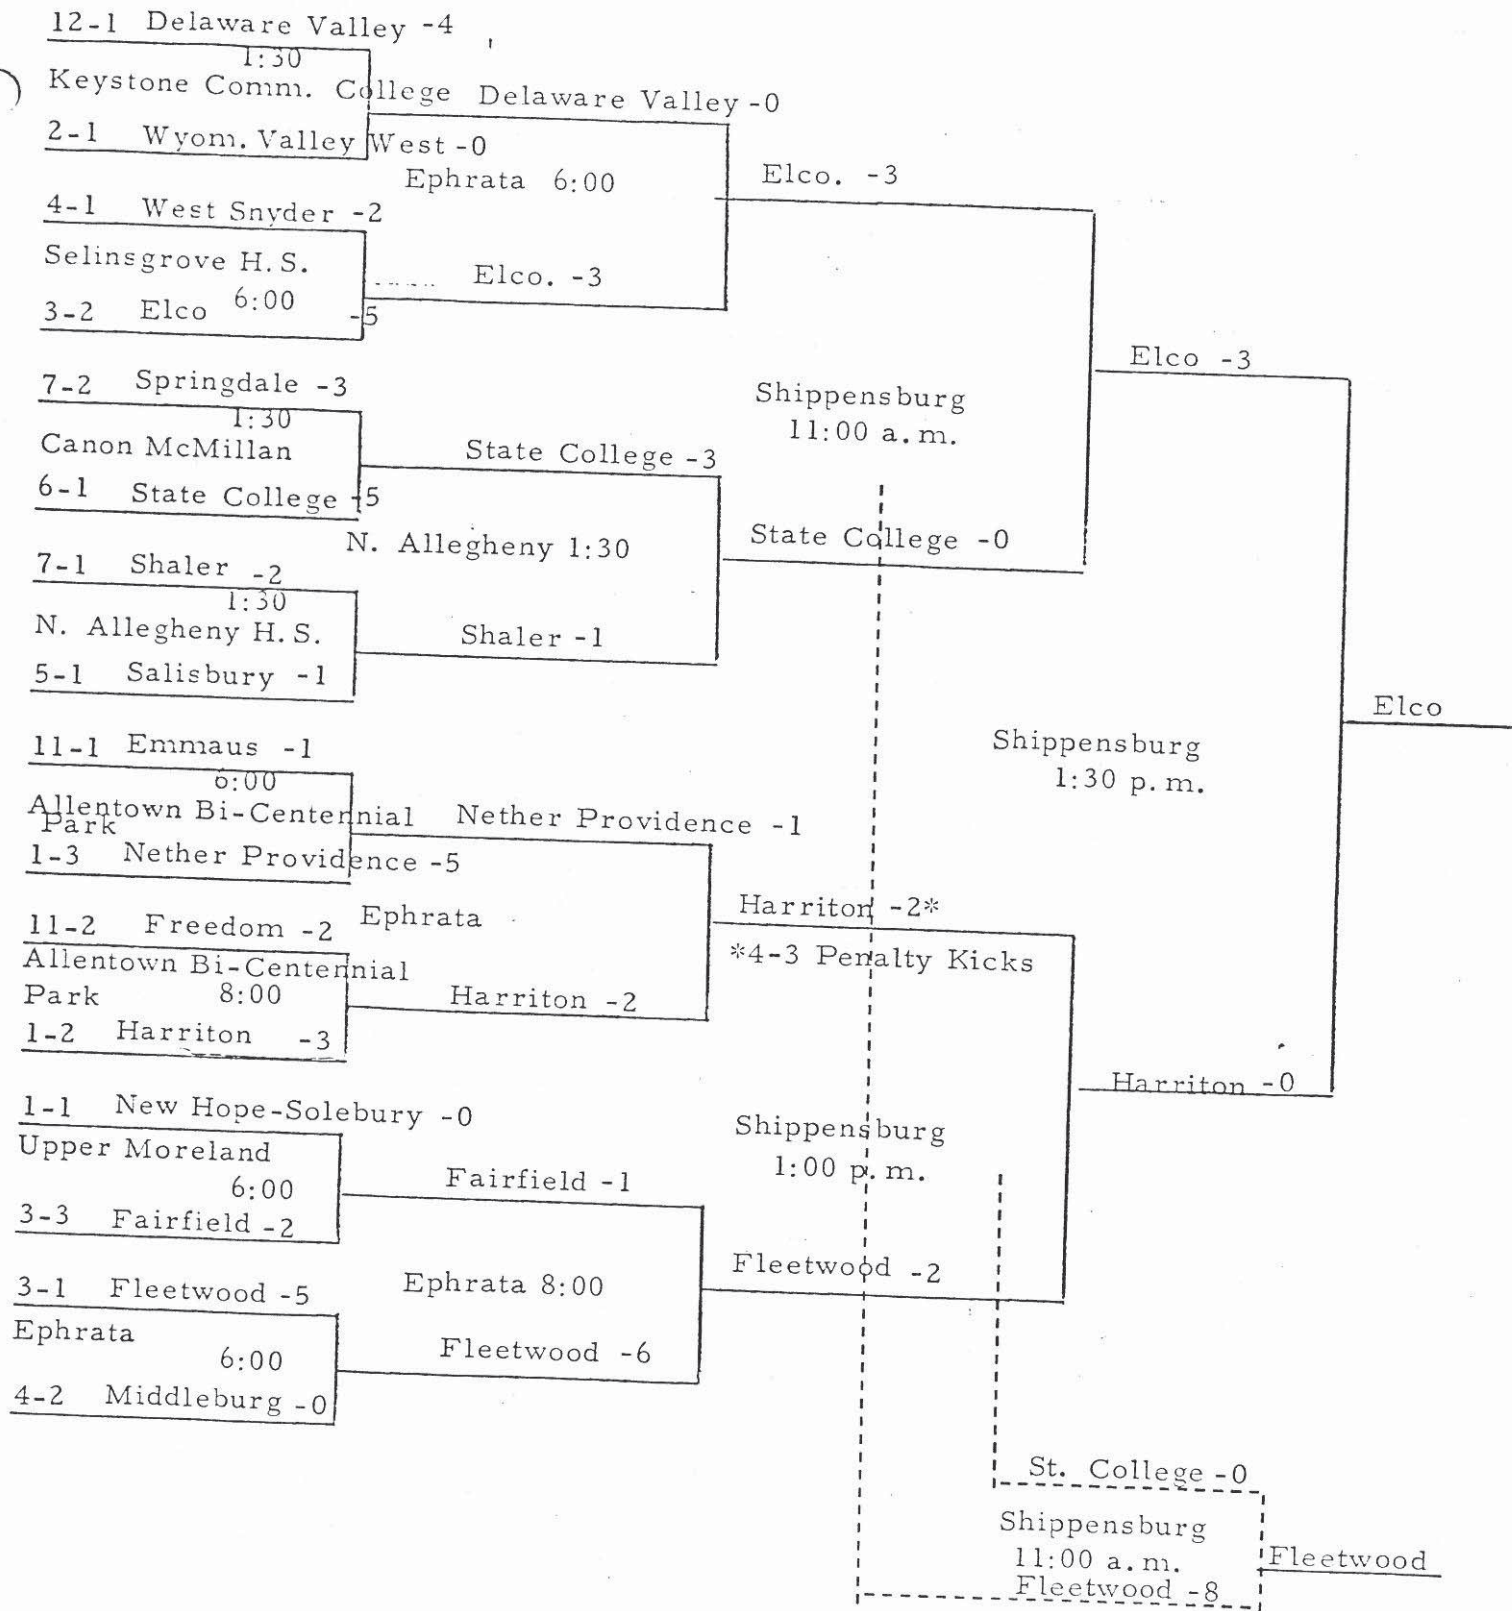 12-1 Delaware Valley -4
1:30
Keystone Comm. College
2-1 Wyom. Valley West -0
4-1 West Snyder -2
Selinsgrove H.S.
6:00
3-2 Elco -5
7-2 Springdale -3
1:30
Canon McMillan
6-1 State College -5
7-1 Shaler -2
1:30
N. Allegheny H.S.
5-1 Salisbury -1
11-1 Emmaus -1
6:00
Allentown Bi-Centennial
Park
1-3 Nether Providence -5
11-2 Freedom -2
Allentown Bi-Centennial
Park 8:00
1-2 Harriton -3
1-1 New Hope-Solebury -0
Upper Moreland
6:00
3-3 Fairfield -2
3-1 Fleetwood -5
Ephrata
6:00
4-2 Middleburg -0
Delaware Valley -0
Ephrata 6:00
Elco. -3
State College -3
N. Allegheny 1:30
Shaler -1
Nether Providence -1
Ephrata
Harriton -2
Fairfield -1
Ephrata 8:00
Fleetwood -6
Elco. -3
Shippensburg
11:00 a.m.
State College -0
Harriton -2*
*4-3 Penalty Kicks
Shippensburg
1:00 p.m.
Fleetwood -2
Elco -3
Shippensburg
1:30 p.m.
Harriton -0
Elco
St. College -0
Shippensburg
11:00 a.m.
Fleetwood -8
Fleetwood